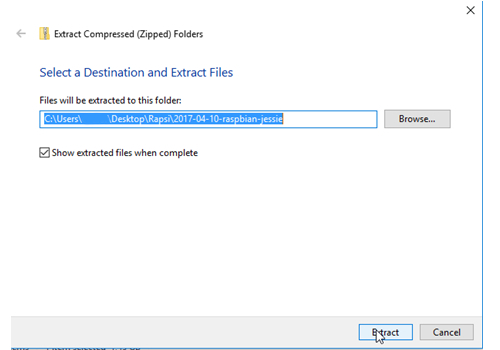 Extract Compressed (Zipped) Folders
Select a Destination and Extract Files
Files will be extracted to this folder:
C:\Users\ \Desktop\Rapsi\2017-04-10-raspbian-jessie
Browse...
Show extracted files when complete
Extract
Cancel